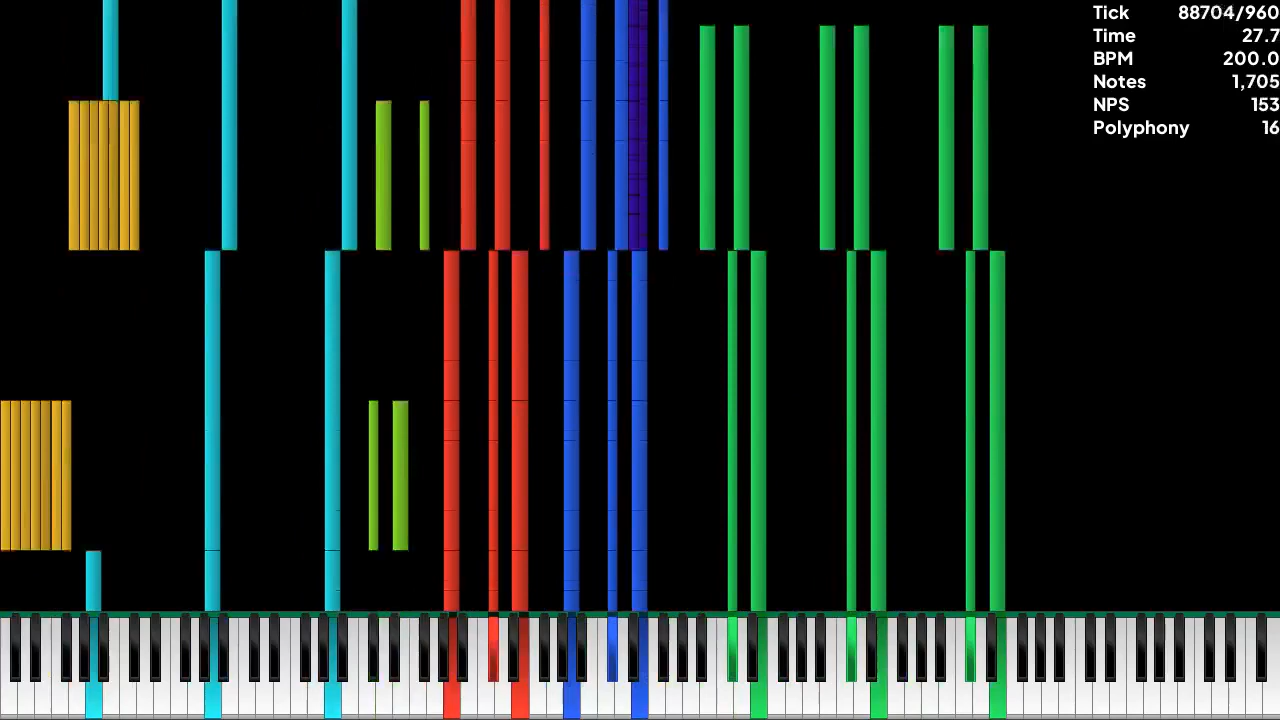 Tick 88704/960
Time 27.7
BPM 200.0
Notes 1,705
NPS 153
Polyphony 16